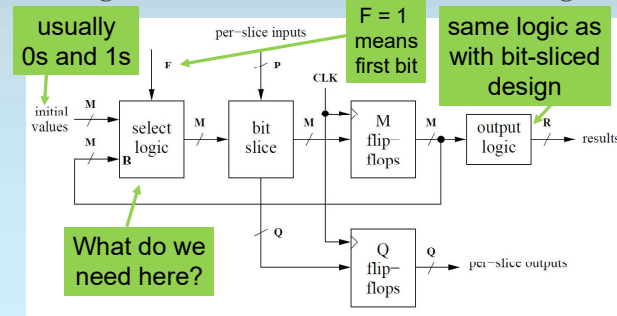 usually
0s and 1s
per−slice inputs
F = 1
means
first bit
same logic as
with bit-sliced
design
F
P
CLK
initial
values
M
M
B
select
logic
M
bit
slice
M
M
flip−
flops
M
output
logic
R
results
What do we
need here?
Q
Q
flip−
flops
Q
per−slice outputs